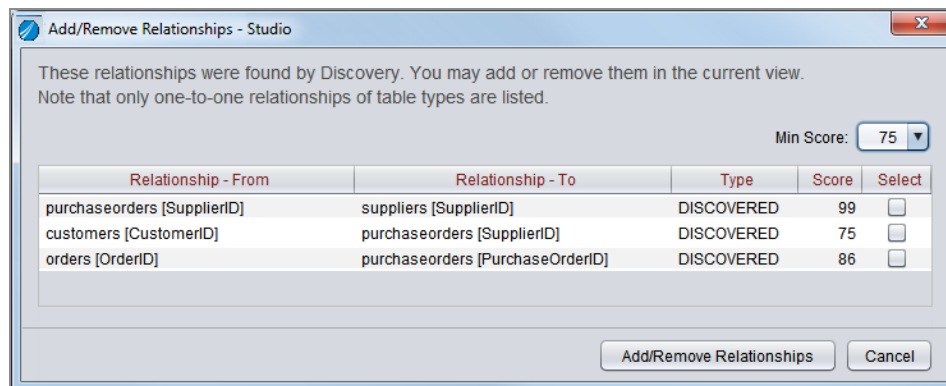 Add/Remove Relationships - Studio
These relationships were found by Discovery. You may add or remove them in the current view.
Note that only one-to-one relationships of table types are listed.
Min Score: 75
Relationship - From Relationship - To Type Score Select
purchaseorders [SupplierID] suppliers [SupplierID] DISCOVERED 99
customers [CustomerID] purchaseorders [SupplierID] DISCOVERED 75
orders [OrderID] purchaseorders [PurchaseOrderID] DISCOVERED 86
Add/Remove Relationships Cancel